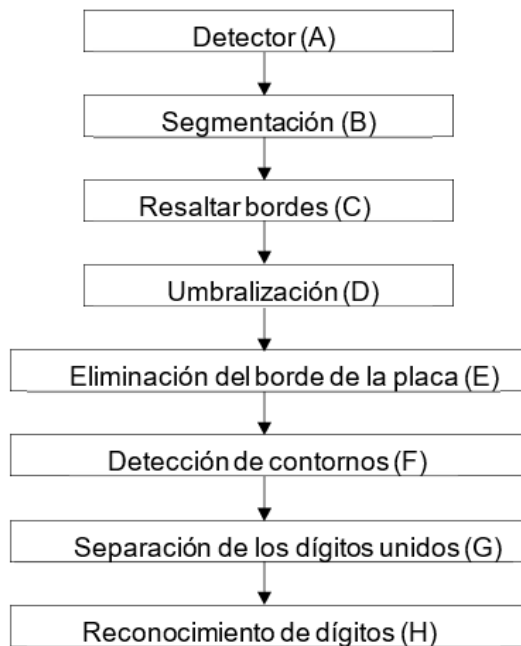 Detector (A)
Segmentación (B)
Resaltar bordes (C)
Umbralización (D)
Eliminación del borde de la placa (E)
Detección de contornos (F)
Separación de los dígitos unidos (G)
Reconocimiento de dígitos (H)